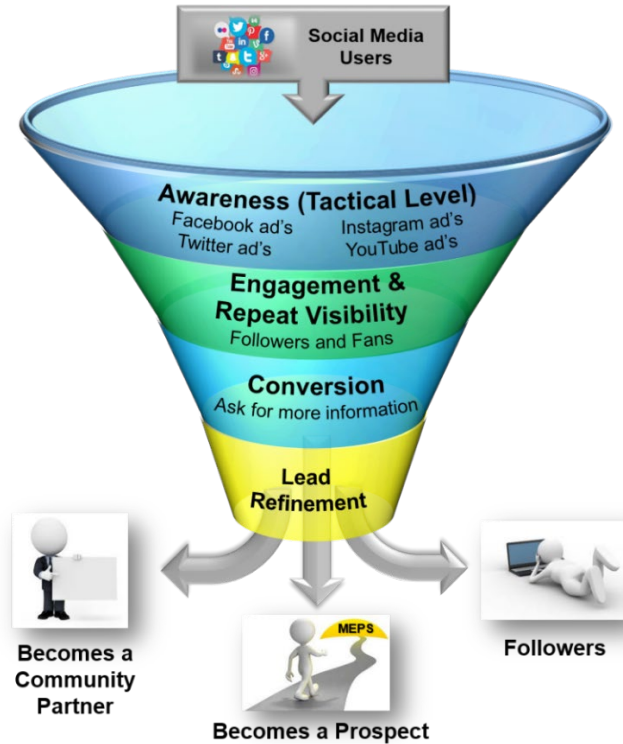 Social Media
Users
Awareness (Tactical Level)
Facebook ad's Instagram ad's
Twitter ad's YouTube ad's
Engagement &
Repeat Visibility
Followers and Fans
Conversion
Ask for more information
Lead
Refinement
MEPS
Becomes a
Community
Partner
Becomes a Prospect
Followers